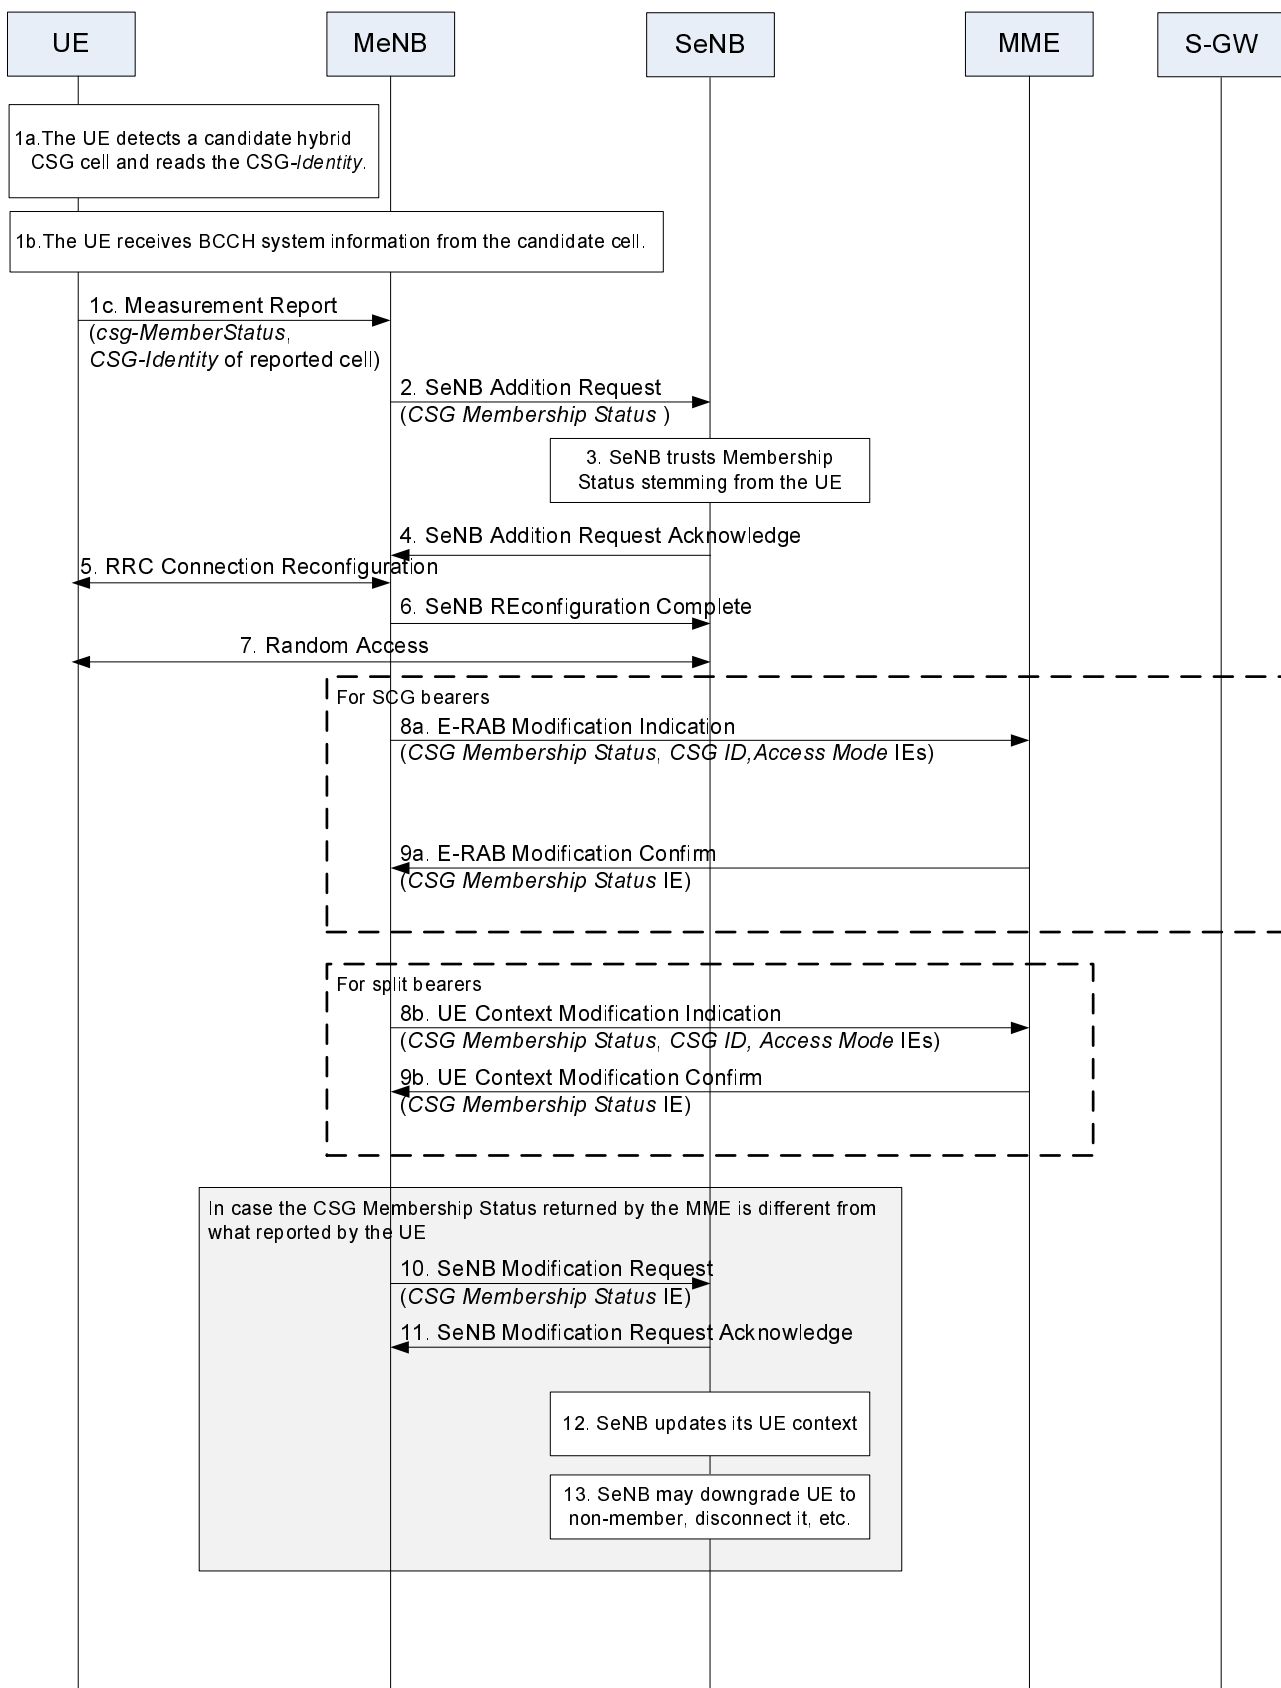 UE
MeNB
SeNB
MME
S-GW
1a.The UE detects a candidate hybrid
CSG cell and reads the CSG-Identity.
1b.The UE receives BCCH system information from the candidate cell.
1c. Measurement Report
(csg-MemberStatus,
CSG-Identity of reported cell)
2. SeNB Addition Request
(CSG Membership Status )
3. SeNB trusts Membership
Status stemming from the UE
4. SeNB Addition Request Acknowledge
5. RRC Connection Reconfiguration
6. SeNB REconfiguration Complete
7. Random Access
For SCG bearers
8a. E-RAB Modification Indication
(CSG Membership Status, CSG ID,Access Mode IEs)
9a. E-RAB Modification Confirm
(CSG Membership Status IE)
For split bearers
8b. UE Context Modification Indication
(CSG Membership Status, CSG ID, Access Mode IEs)
9b. UE Context Modification Confirm
(CSG Membership Status IE)
In case the CSG Membership Status returned by the MME is different from
what reported by the UE
10. SeNB Modification Request
(CSG Membership Status IE)
11. SeNB Modification Request Acknowledge
12. SeNB updates its UE context
13. SeNB may downgrade UE to
non-member, disconnect it, etc.